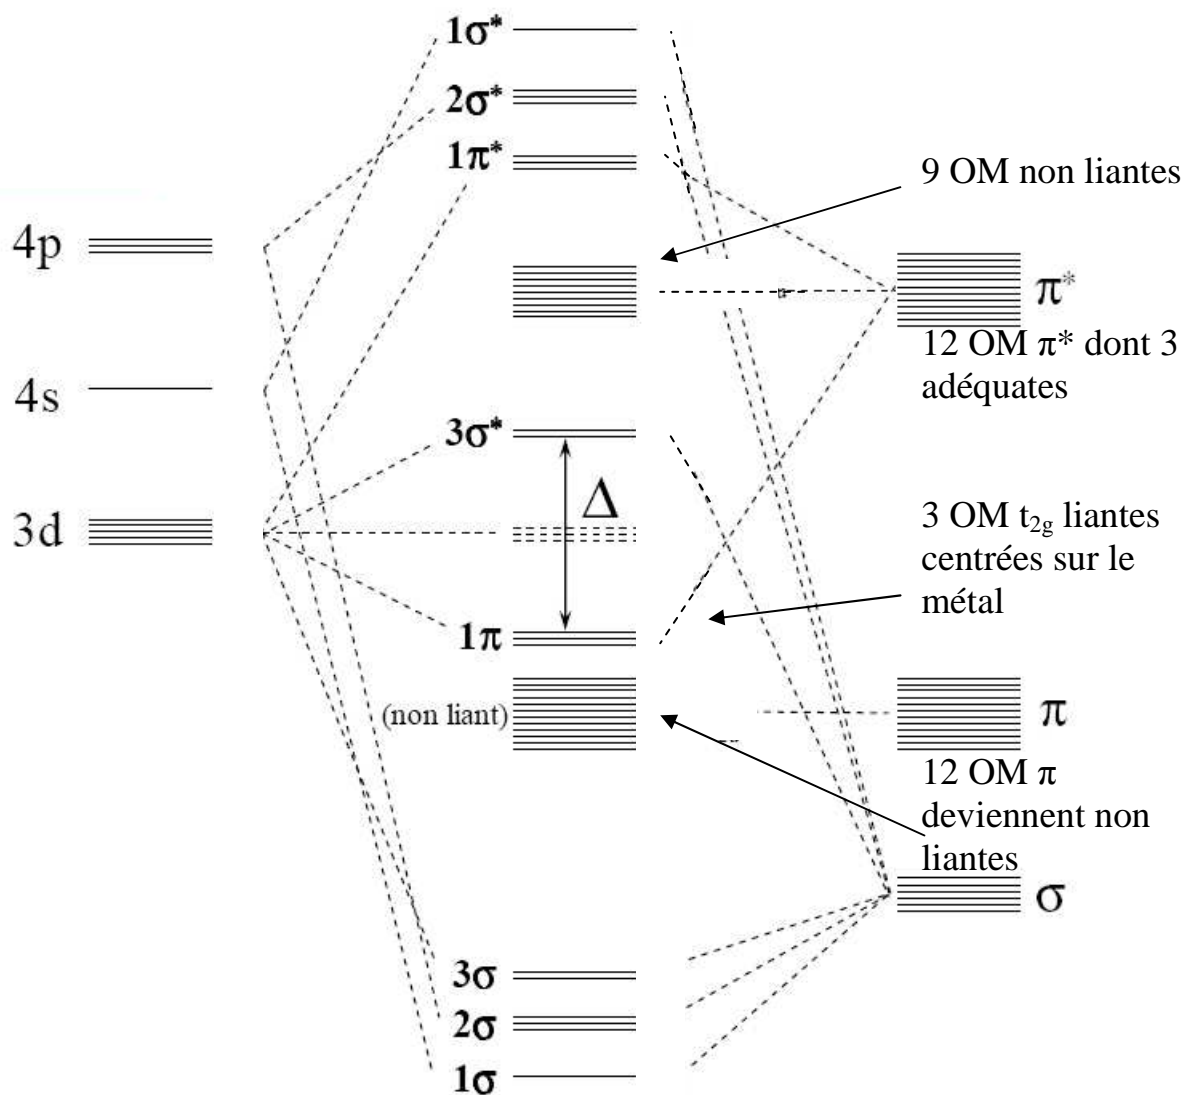 1σ*
2σ*
1π*
9 OM non liantes
4p
π*
12 OM π* dont 3
adéquates
4s
3σ*
Δ
3d
3 OM t2g liantes
centrées sur le
métal
1π
(non liant)
π
12 OM π
deviennent non
liantes
σ
3σ
2σ
1σ